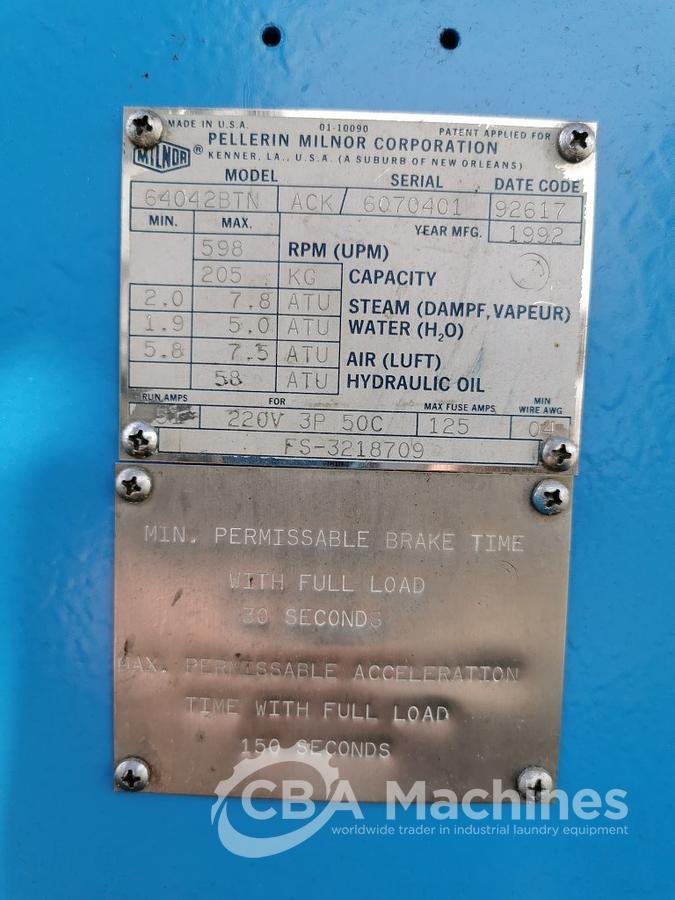 MADE IN U.S.A. 01-10090 PATENT APPLIED FOR
MILNOR ® PELLERIN MILNOR CORPORATION
KENNER, LA., U.S.A. (A SUBURB OF NEW ORLEANS)
MODEL SERIAL DATE CODE
64042BTN ACK/ 6070401 92617
MIN. MAX. YEAR MFG. 1992
598 RPM (UPM)
205 KG CAPACITY
2.0 7.8 ATU STEAM (DAMPF, VAPEUR)
1.9 5.0 ATU WATER (H₂O)
5.8 7.5 ATU AIR (LUFT)
58 ATU HYDRAULIC OIL
RUN AMPS FOR MAX FUSE AMPS MIN WIRE AWG
220V 3P 50C 125
FS-3218709
MIN. PERMISSABLE BRAKE TIME
WITH FULL LOAD
30 SECONDS
MAX. PERMISSABLE ACCELERATION
TIME WITH FULL LOAD
150 SECONDS
CBA Machines
worldwide trader in industrial laundry equipment